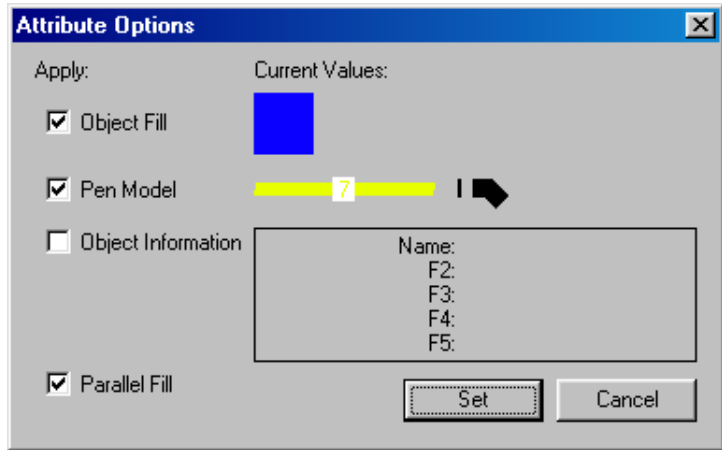 Attribute Options
Apply: Current Values:
Object Fill
Pen Model 7
Object Information
Name:
F2:
F3:
F4:
F5:
Parallel Fill
Set Cancel